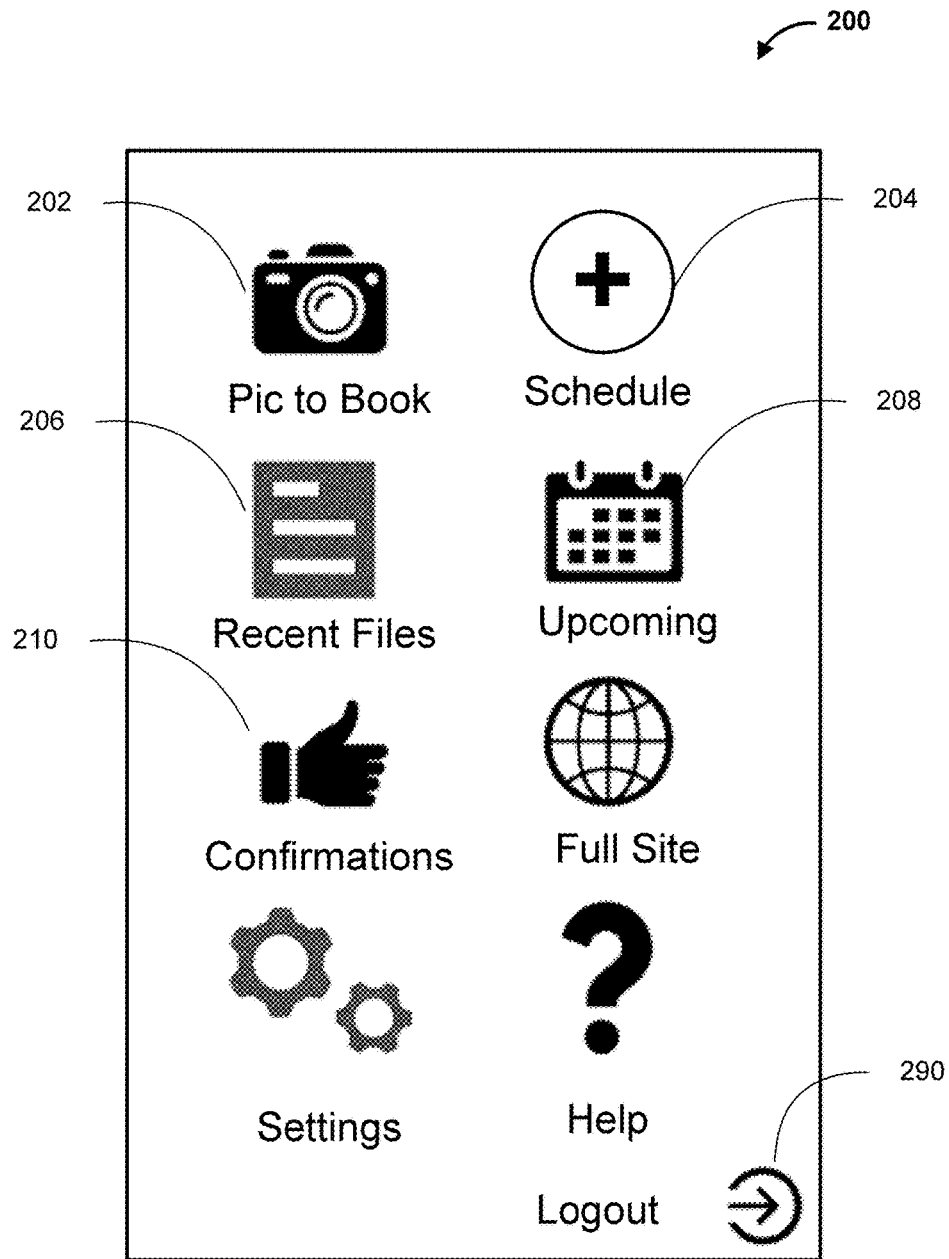 200
202
204
Pic to Book
Schedule
206
208
Recent Files
Upcoming
210
Confirmations
Full Site
Settings
Help
290
Logout